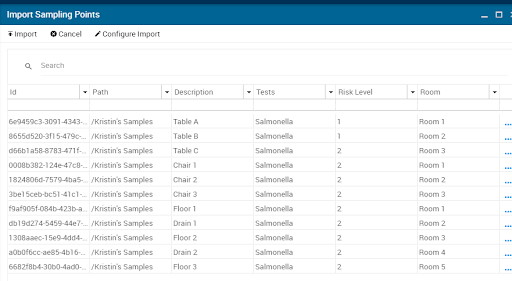 Import Sampling Points
Import Cancel Configure Import
Search
Id Path Description Tests Risk Level Room
6e9459c3-3091-4343-... /Kristin's Samples Table A Salmonella 1 Room 1 ...
8655d520-3f15-479c-... /Kristin's Samples Table B Salmonella 1 Room 2 ...
d66b1a58-8783-471f-... /Kristin's Samples Table C Salmonella 2 Room 3 ...
0008b382-124e-47c8-... /Kristin's Samples Chair 1 Salmonella 2 Room 1 ...
1824806d-7579-4ba5-... /Kristin's Samples Chair 2 Salmonella 2 Room 2 ...
3be15ceb-bc51-41c1-... /Kristin's Samples Chair 3 Salmonella 2 Room 3 ...
f9af905f-084b-423b-a... /Kristin's Samples Floor 1 Salmonella 2 Room 1 ...
db19d274-5459-44e7-... /Kristin's Samples Drain 1 Salmonella 2 Room 2 ...
1308aaec-15e9-4dd4-... /Kristin's Samples Floor 2 Salmonella 2 Room 3 ...
a0b0f6cc-ae85-4b16-... /Kristin's Samples Drain 2 Salmonella 2 Room 4 ...
6682f8b4-30b0-4ad0-... /Kristin's Samples Floor 3 Salmonella 2 Room 5 ...